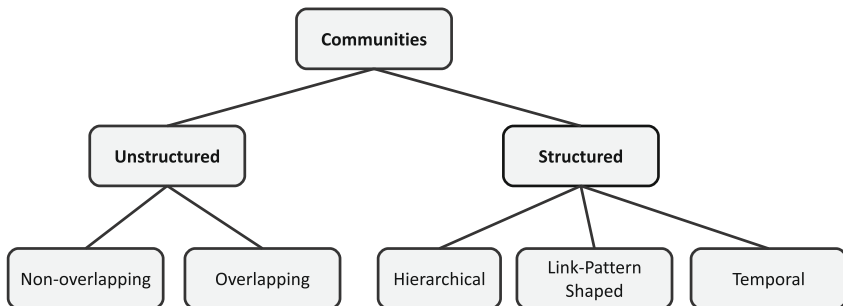 Communities
Unstructured
Structured
Non-overlapping
Overlapping
Hierarchical
Link-Pattern
Shaped
Temporal